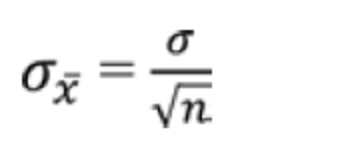 σ_x̄ = σ/√n